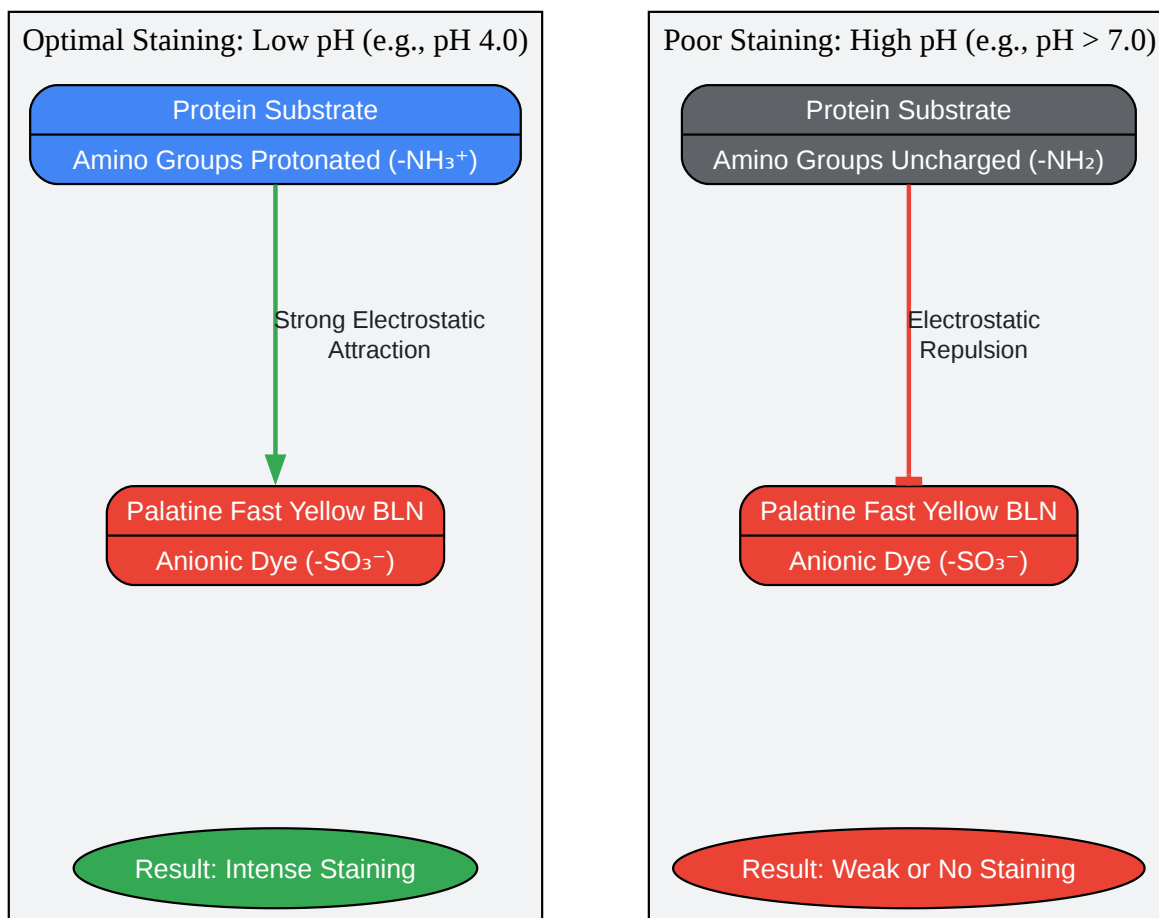 Optimal Staining: Low pH (e.g., pH 4.0)
Protein Substrate
Amino Groups Protonated (-NH₃⁺)
Strong Electrostatic
Attraction
Palatine Fast Yellow BLN
Anionic Dye (-SO₃⁻)
Result: Intense Staining
Poor Staining: High pH (e.g., pH > 7.0)
Protein Substrate
Amino Groups Uncharged (-NH₂)
Electrostatic
Repulsion
Palatine Fast Yellow BLN
Anionic Dye (-SO₃⁻)
Result: Weak or No Staining